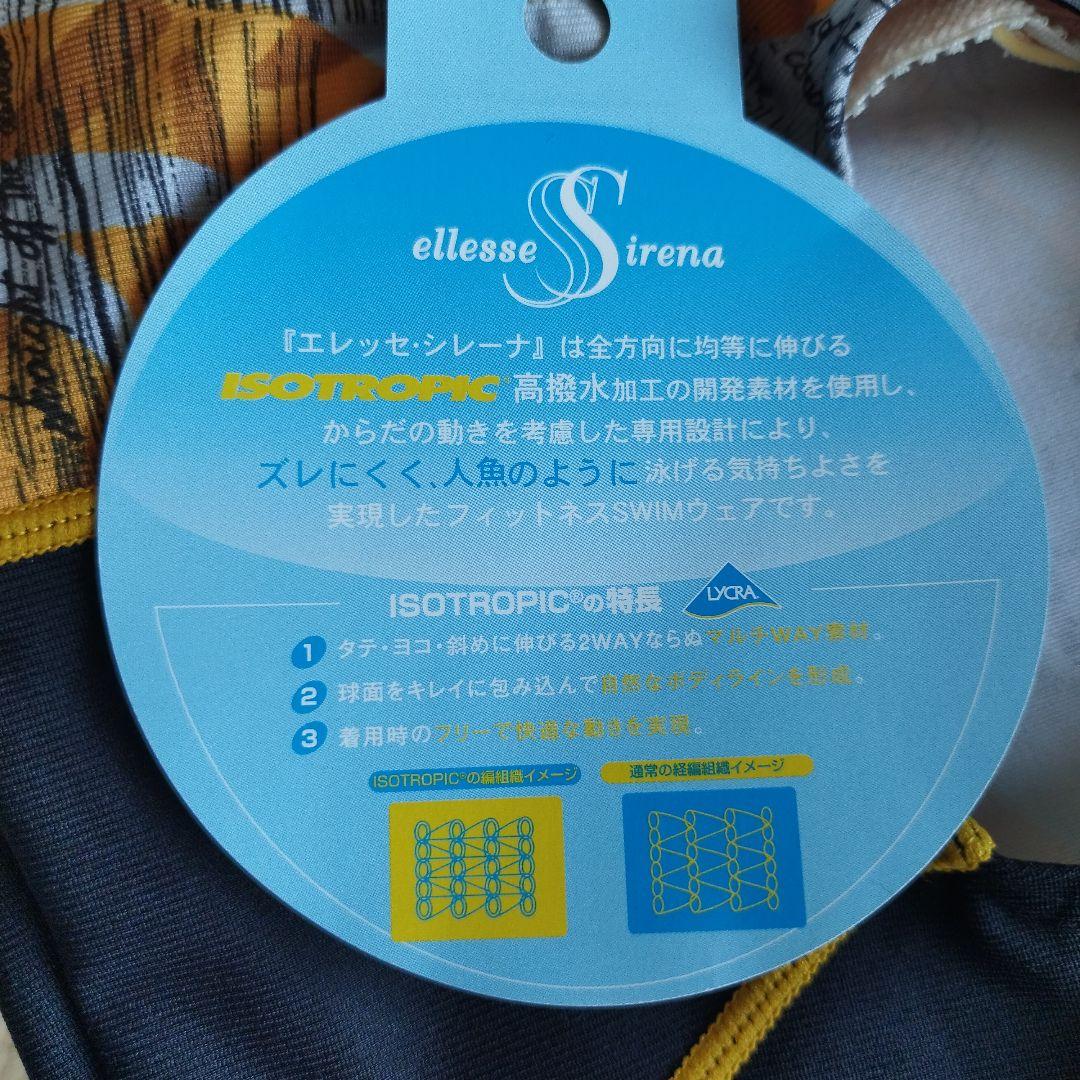 ellesse Sirena
『エレッセ・シレーナ』は全方向に均等に伸びる
ISOTROPIC 高撥水加工の開発素材を使用し、
からだの動きを考慮した専用設計により、
ズレにくく、人魚のように泳げる気持ちよさを
実現したフィットネスSWIMウェアです。
ISOTROPIC®の特長
LYCRA
1 タテ・ヨコ・斜めに伸びる2WAYならぬマルチWAY素材。
2 球面をキレイに包み込んで自然なボディラインを形成。
3 着用時のフリーで快適な動きを実現。
ISOTROPIC®の編組織イメージ
通常の経編組織イメージ